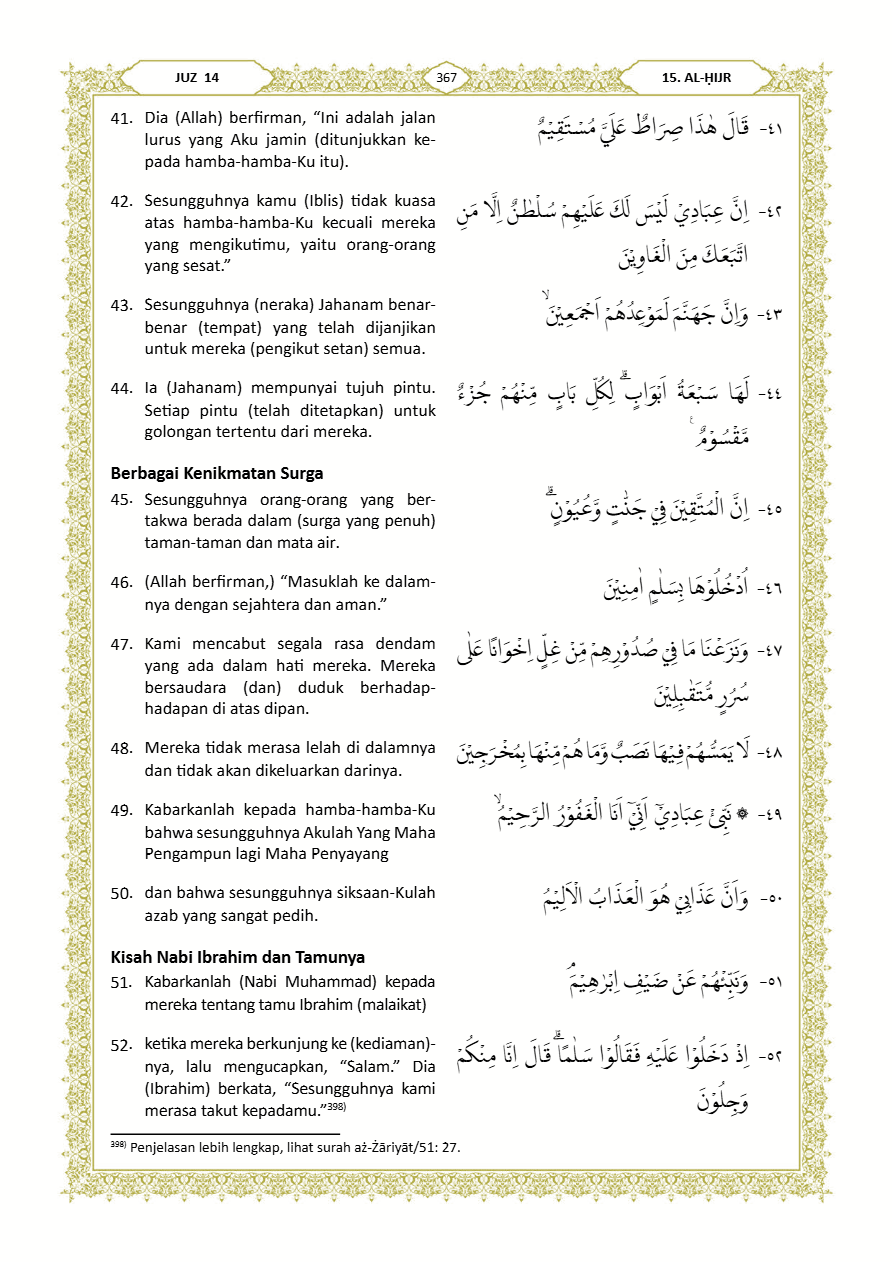 JUZ 14
367
15. AL-ḤIJR
41. Dia (Allah) berfirman, “Ini adalah jalan
lurus yang Aku jamin (ditunjukkan ke-
pada hamba-hamba-Ku itu).
٤١- قَالَ هٰذَا صِرَاطٌ عَلَيَّ مُسْتَقِيْمٌ
42. Sesungguhnya kamu (Iblis) tidak kuasa
atas hamba-hamba-Ku kecuali mereka
yang mengikutimu, yaitu orang-orang
yang sesat.”
٤٢- اِنَّ عِبَادِيْ لَيْسَ لَكَ عَلَيْهِمْ سُلْطٰنٌ اِلَّا مَنِ
اتَّبَعَكَ مِنَ الْغَاوِيْنَ
43. Sesungguhnya (neraka) Jahanam benar-
benar (tempat) yang telah dijanjikan
untuk mereka (pengikut setan) semua.
٤٣- وَاِنَّ جَهَنَّمَ لَمَوْعِدُهُمْ اَجْمَعِيْنَۙ
44. Ia (Jahanam) mempunyai tujuh pintu.
Setiap pintu (telah ditetapkan) untuk
golongan tertentu dari mereka.
٤٤- لَهَا سَبْعَةُ اَبْوَابٍۗ لِكُلِّ بَابٍ مِّنْهُمْ جُزْءٌ
مَّقْسُوْمٌ ࣖ
Berbagai Kenikmatan Surga
45. Sesungguhnya orang-orang yang ber-
takwa berada dalam (surga yang penuh)
taman-taman dan mata air.
٤٥- اِنَّ الْمُتَّقِيْنَ فِيْ جَنّٰتٍ وَّعُيُوْنٍۗ
46. (Allah berfirman,) “Masuklah ke dalam-
nya dengan sejahtera dan aman.”
٤٦- اُدْخُلُوْهَا بِسَلٰمٍ اٰمِنِيْنَ
47. Kami mencabut segala rasa dendam
yang ada dalam hati mereka. Mereka
bersaudara (dan) duduk berhadap-
hadapan di atas dipan.
٤٧- وَنَزَعْنَا مَا فِيْ صُدُوْرِهِمْ مِّنْ غِلٍّ اِخْوَانًا عَلٰى
سُرُرٍ مُّتَقٰبِلِيْنَ
48. Mereka tidak merasa lelah di dalamnya
dan tidak akan dikeluarkan darinya.
٤٨- لَا يَمَسُّهُمْ فِيْهَا نَصَبٌ وَّمَا هُمْ مِّنْهَا بِمُخْرَجِيْنَ
49. Kabarkanlah kepada hamba-hamba-Ku
bahwa sesungguhnya Akulah Yang Maha
Pengampun lagi Maha Penyayang
٤٩- ۞ نَبِّئْ عِبَادِيْٓ اَنِّيْٓ اَنَا الْغَفُوْرُ الرَّحِيْمُۙ
50. dan bahwa sesungguhnya siksaan-Kulah
azab yang sangat pedih.
٥٠- وَاَنَّ عَذَابِيْ هُوَ الْعَذَابُ الْاَلِيْمُ
Kisah Nabi Ibrahim dan Tamunya
51. Kabarkanlah (Nabi Muhammad) kepada
mereka tentang tamu Ibrahim (malaikat)
٥١- وَنَبِّئْهُمْ عَنْ ضَيْفِ اِبْرٰهِيْمَۘ
52. ketika mereka berkunjung ke (kediaman)-
nya, lalu mengucapkan, “Salam.” Dia
(Ibrahim) berkata, “Sesungguhnya kami
merasa takut kepadamu.”398)
٥٢- اِذْ دَخَلُوْا عَلَيْهِ فَقَالُوْا سَلٰمًاۗ قَالَ اِنَّا مِنْكُمْ
وَجِلُوْنَ
398) Penjelasan lebih lengkap, lihat surah aż-Żāriyāt/51: 27.